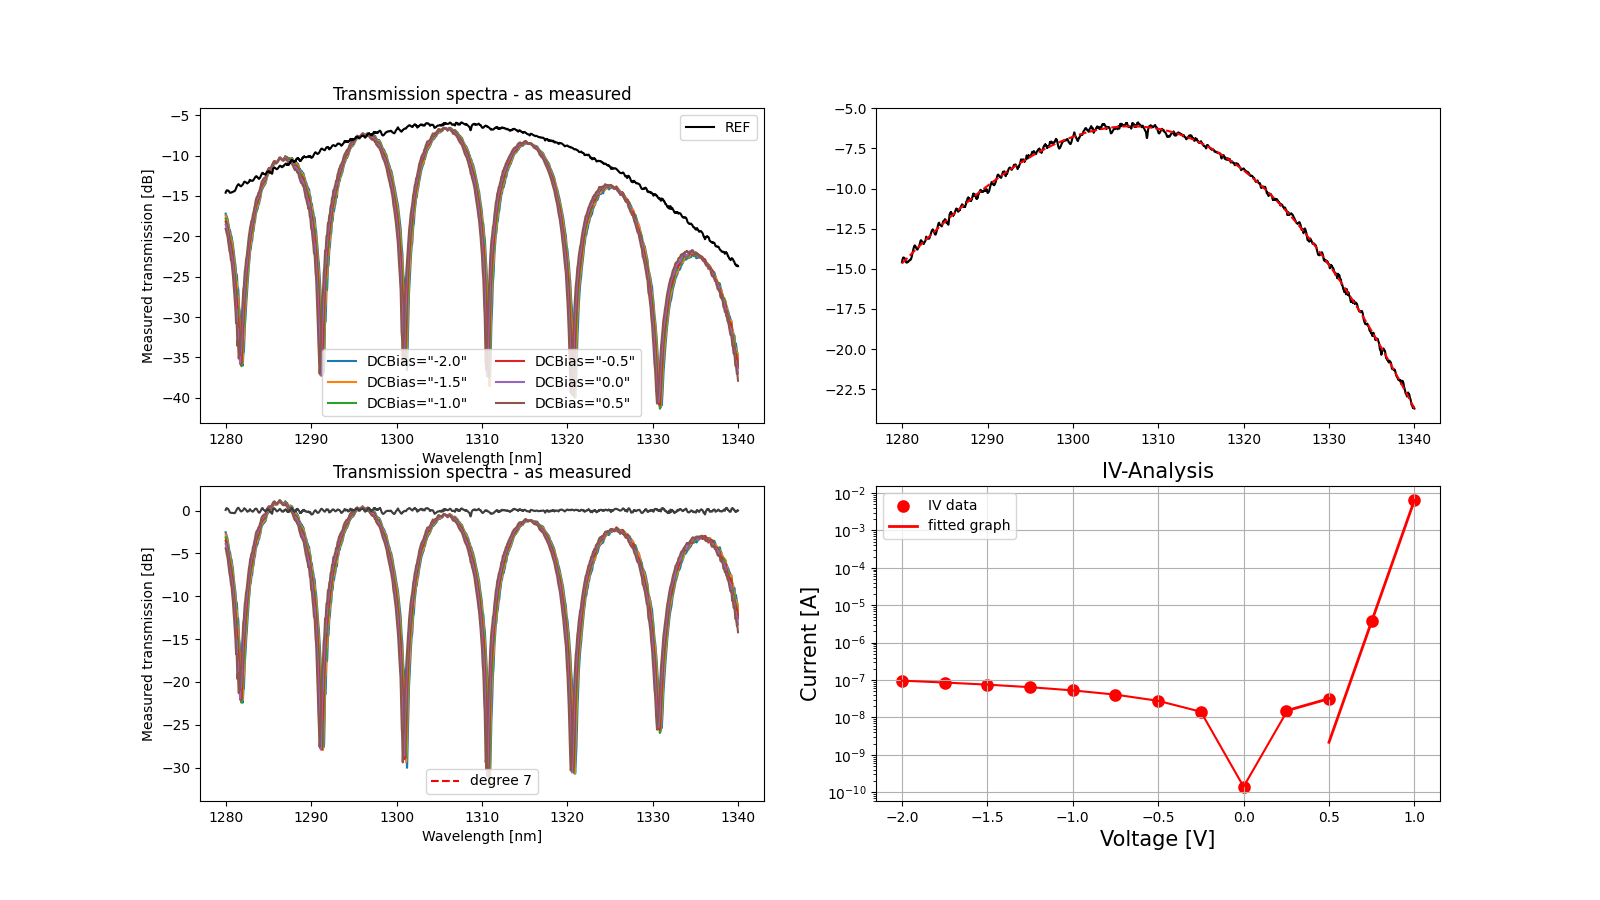 Transmission spectra - as measured
Measured transmission [dB]
−5
−10
−15
−20
−25
−30
−35
−40
REF
DCBias="-2.0"
DCBias="-1.5"
DCBias="-1.0"
DCBias="-0.5"
DCBias="0.0"
DCBias="0.5"
1280 1290 1300 1310 1320 1330 1340
Wavelength [nm]
−5.0
−7.5
−10.0
−12.5
−15.0
−17.5
−20.0
−22.5
1280 1290 1300 1310 1320 1330 1340
Transmission spectra - as measured
Measured transmission [dB]
0
−5
−10
−15
−20
−25
−30
degree 7
1280 1290 1300 1310 1320 1330 1340
Wavelength [nm]
IV-Analysis
Current [A]
10⁻²
10⁻³
10⁻⁴
10⁻⁵
10⁻⁶
10⁻⁷
10⁻⁸
10⁻⁹
10⁻¹⁰
IV data
fitted graph
−2.0 −1.5 −1.0 −0.5 0.0 0.5 1.0
Voltage [V]